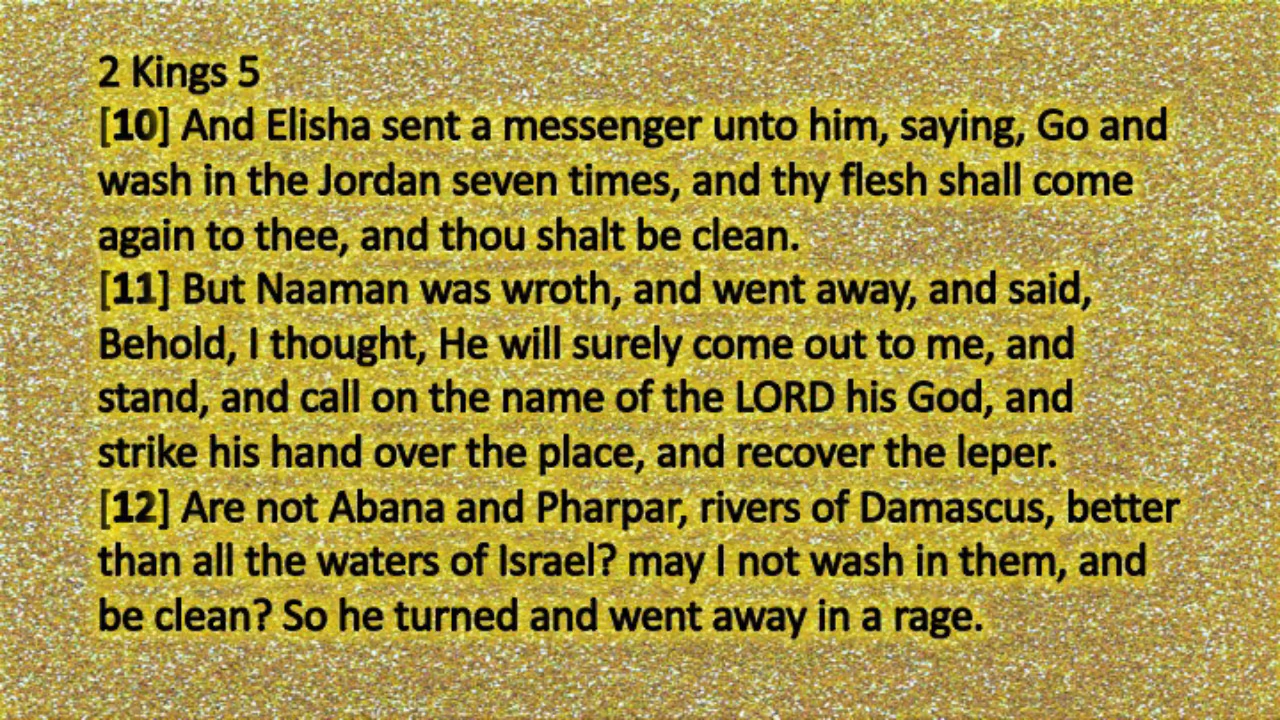 2 Kings 5
[10] And Elisha sent a messenger unto him, saying, Go and
wash in the Jordan seven times, and thy flesh shall come
again to thee, and thou shalt be clean.
[11] But Naaman was wroth, and went away, and said,
Behold, I thought, He will surely come out to me, and
stand, and call on the name of the LORD his God, and
strike his hand over the place, and recover the leper.
[12] Are not Abana and Pharpar, rivers of Damascus, better
than all the waters of Israel? may I not wash in them, and
be clean? So he turned and went away in a rage.